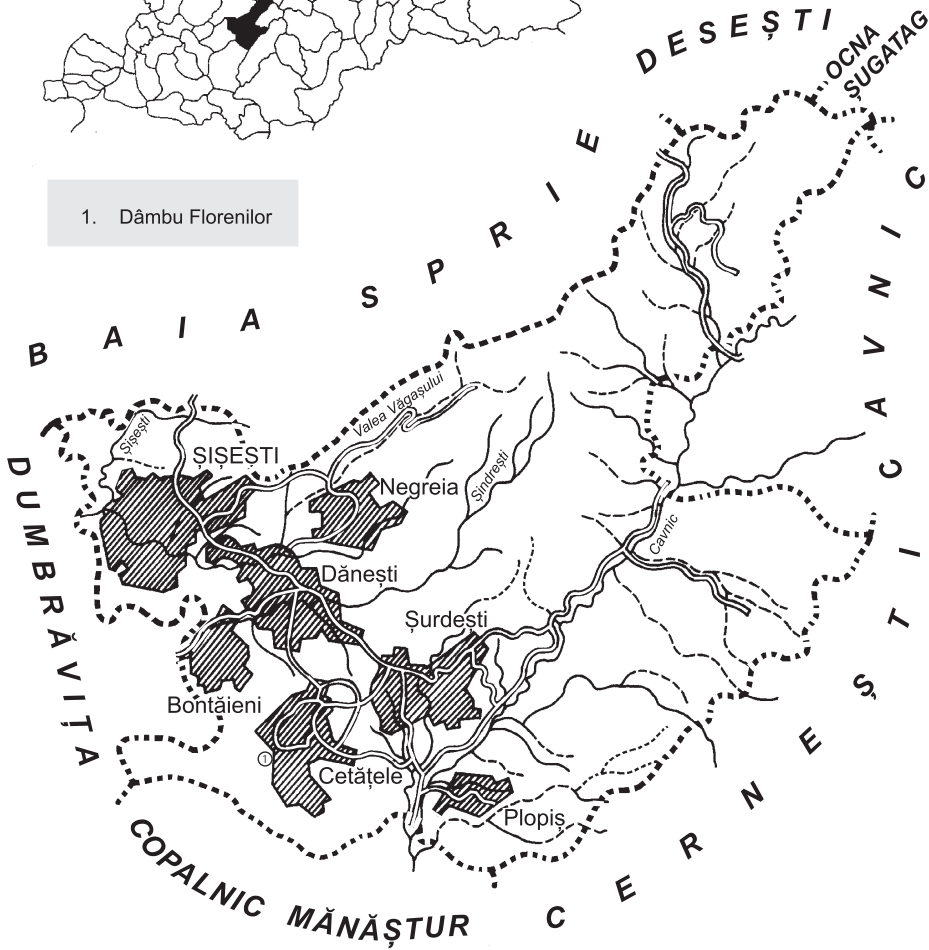 DESEȘTI
OCNA
ȘUGATAG
1. Dâmbu Florenilor
BAIA SPRIE
CAVNIC
Șișești
ȘIȘEȘTI
Valea Văgașului
Negreia
Șindrești
Cavnic
Dănești
Șurdești
DUMBRĂVIȚA
Bontăieni
1
Cetățele
Plopiș
COPALNIC MĂNĂȘTUR
CERNEȘTI